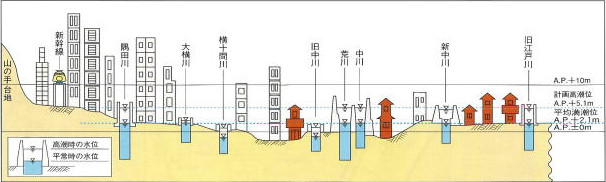 山の手台地
新幹線
隅田川
大横川
横十間川
旧中川
荒川
中川
新中川
旧江戸川
A.P.+10m
計画高潮位
A.P.+5.1m
平均満潮位
A.P.+2.1m
A.P.±0m
高潮時の水位
平常時の水位